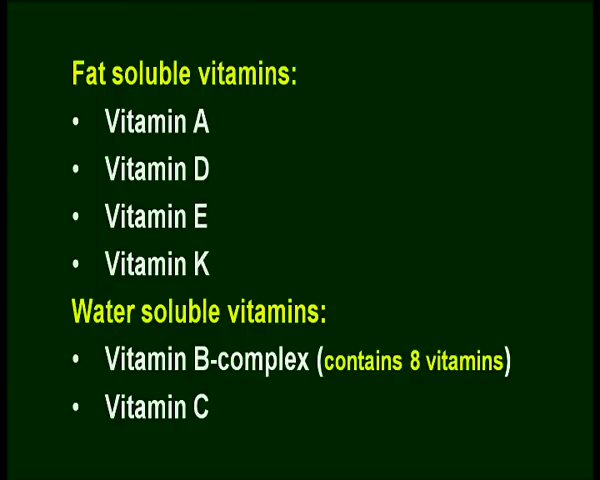 Fat soluble vitamins:
• Vitamin A
• Vitamin D
• Vitamin E
• Vitamin K
Water soluble vitamins:
• Vitamin B-complex (contains 8 vitamins)
• Vitamin C